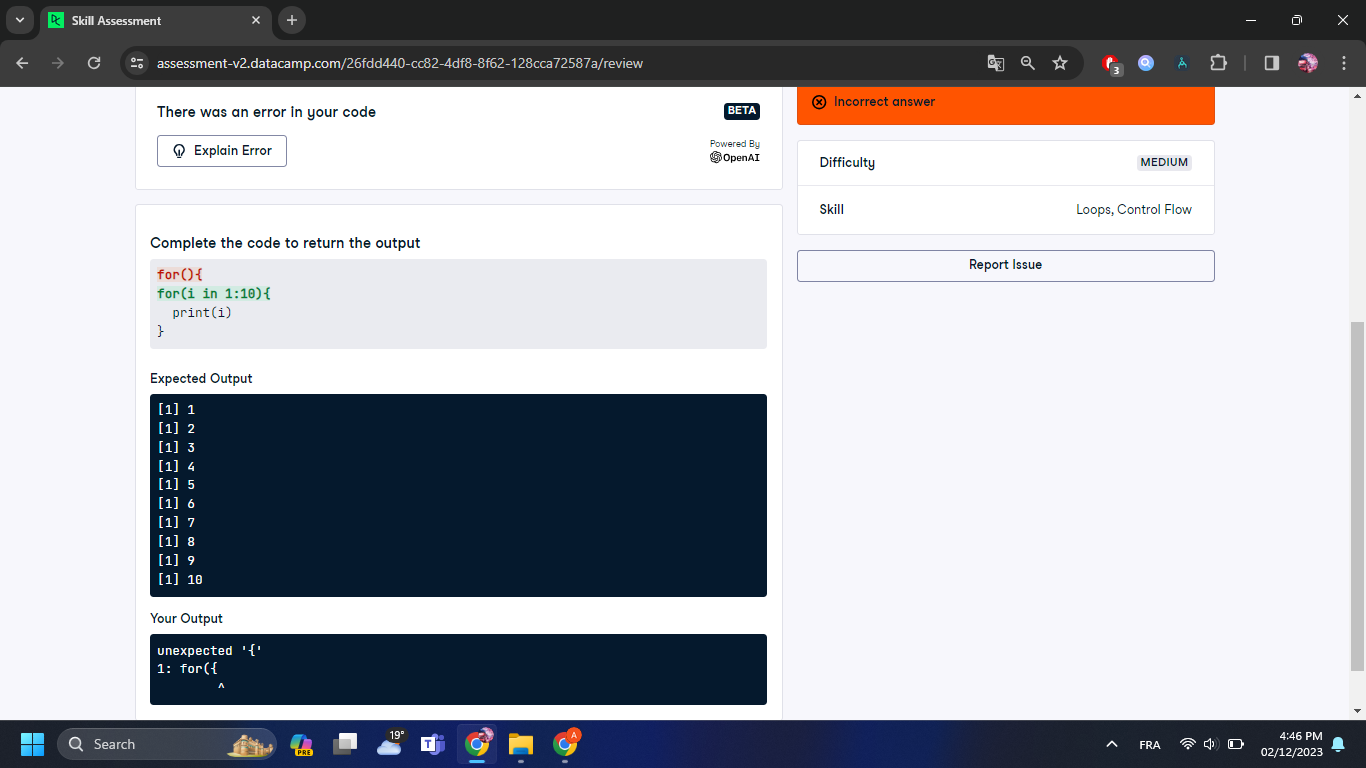 Skill Assessment
assessment-v2.datacamp.com/26fdd440-cc82-4df8-8f62-128cca72587a/review
3
There was an error in your code
BETA
Explain Error
Powered By
OpenAI
Incorrect answer
Difficulty
MEDIUM
Skill
Loops, Control Flow
Report Issue
Complete the code to return the output
for(){
for(i in 1:10){
print(i)
}
Expected Output
[1] 1
[1] 2
[1] 3
[1] 4
[1] 5
[1] 6
[1] 7
[1] 8
[1] 9
[1] 10
Your Output
unexpected '{'
1: for({
^
Search
PRE
19°
A
FRA
4:46 PM
02/12/2023